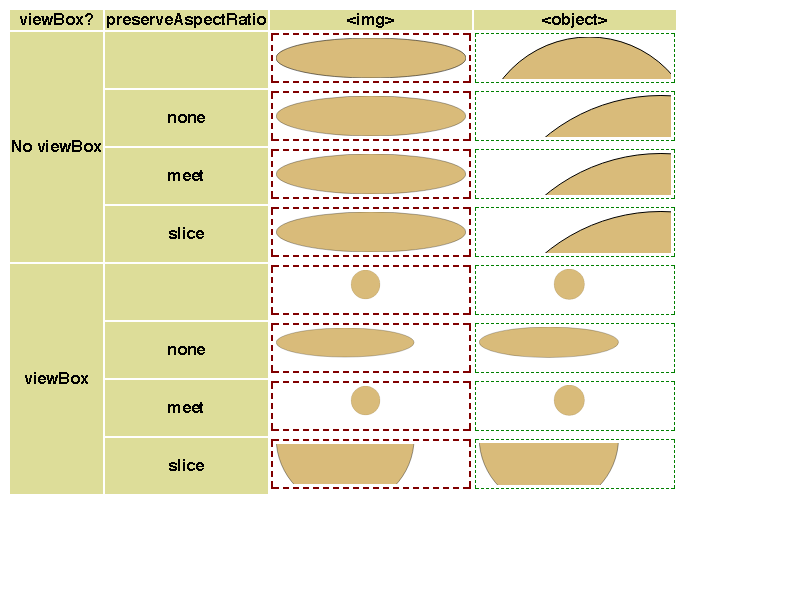 viewBox? preserveAspectRatio <img> <object>
No viewBox
none
meet
slice
viewBox
none
meet
slice